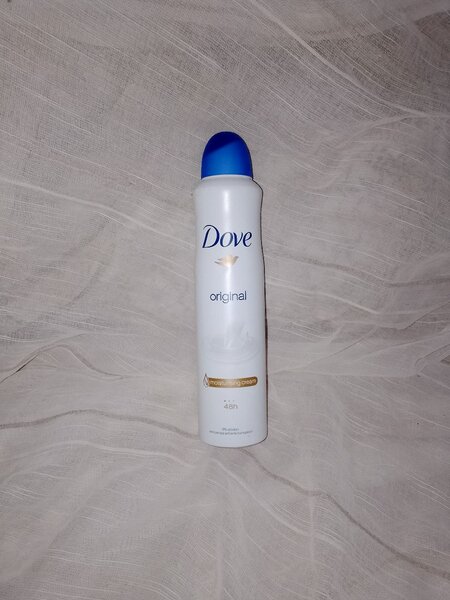 Dove
original
moisturising cream
48h